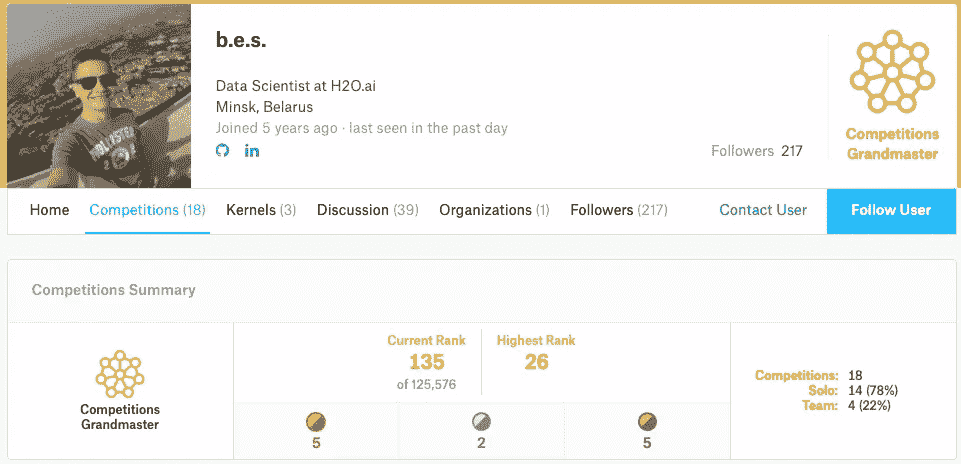 b.e.s.
Data Scientist at H2O.ai
Minsk, Belarus
Joined 5 years ago · last seen in the past day
in
Followers 217
Competitions
Grandmaster
Home Competitions (18) Kernels (3) Discussion (39) Organizations (1) Followers (217) Contact User Follow User
Competitions Summary
Competitions
Grandmaster
Current Rank
135
of 125,576
Highest Rank
26
5
2
5
Competitions: 18
Solo: 14 (78%)
Team: 4 (22%)